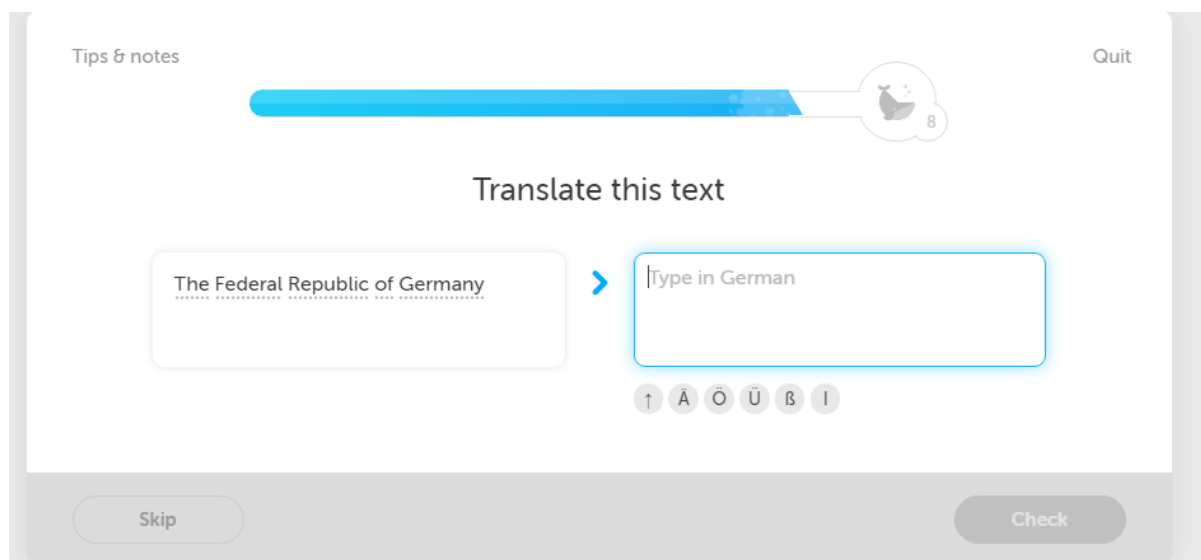 Tips & notes
Quit
8
Translate this text
The Federal Republic of Germany
Type in German
↑ Ä Ö Ü ß I
Skip
Check